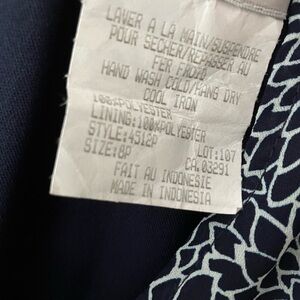 LAVER A LA MAIN/SUSPENDRE
POUR SECHER/REPASSER AU
FER FROID
HAND WASH COLD/HANG DRY
COOL IRON
100%POLYESTER
LINING:100%POLYESTER
STYLE:4512P LOT:107
SIZE:8P CA.03291
FAIT AU INDONESIE
MADE IN INDONESIA